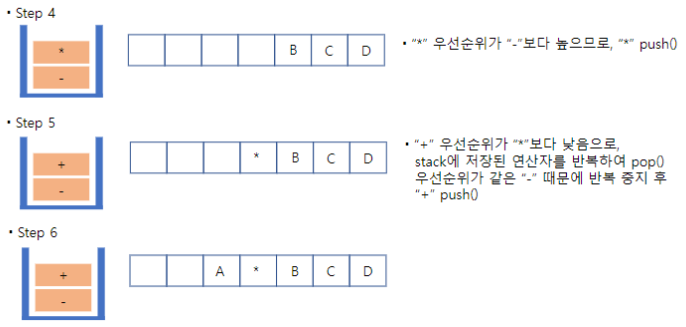 • Step 4
*
-
B C D
• “*” 우선순위가 “-”보다 높으므로, “*” push()
• Step 5
+
-
* B C D
• “+” 우선순위가 “*”보다 낮음으로,
stack에 저장된 연산자를 반복하여 pop()
우선순위가 같은 “-” 때문에 반복 중지 후
“+” push()
• Step 6
+
-
A * B C D